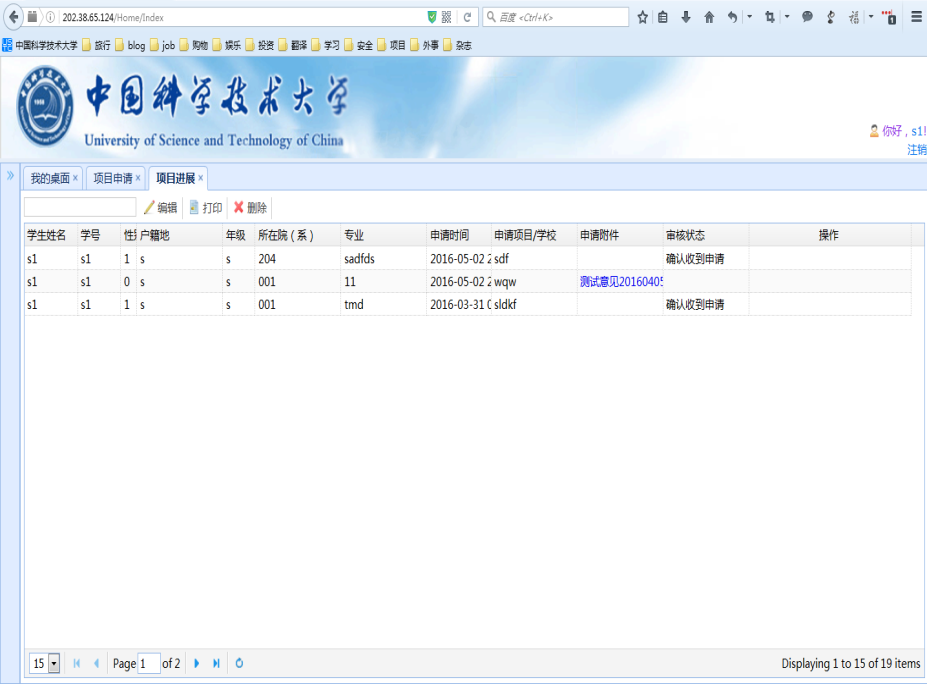 202.38.65.124/Home/Index
百度 <Ctrl+K>
1
中国科学技术大学 旅行 blog job 购物 娱乐 投资 翻译 学习 安全 项目 外事 杂志
中国科学技术大学
University of Science and Technology of China
你好，s1!
注销
» 我的桌面 × 项目申请 × 项目进展 ×
编辑 打印 删除
学生姓名 学号 性别 户籍地 年级 所在院（系） 专业 申请时间 申请项目/学校 申请附件 审核状态 操作
s1 s1 1 s s 204 sadfds 2016-05-02 2 sdf 确认收到申请
s1 s1 0 s s 001 11 2016-05-02 2 wqw 测试意见20160405
s1 s1 1 s s 001 tmd 2016-03-31 0 sldkf 确认收到申请
15 Page 1 of 2 Displaying 1 to 15 of 19 items